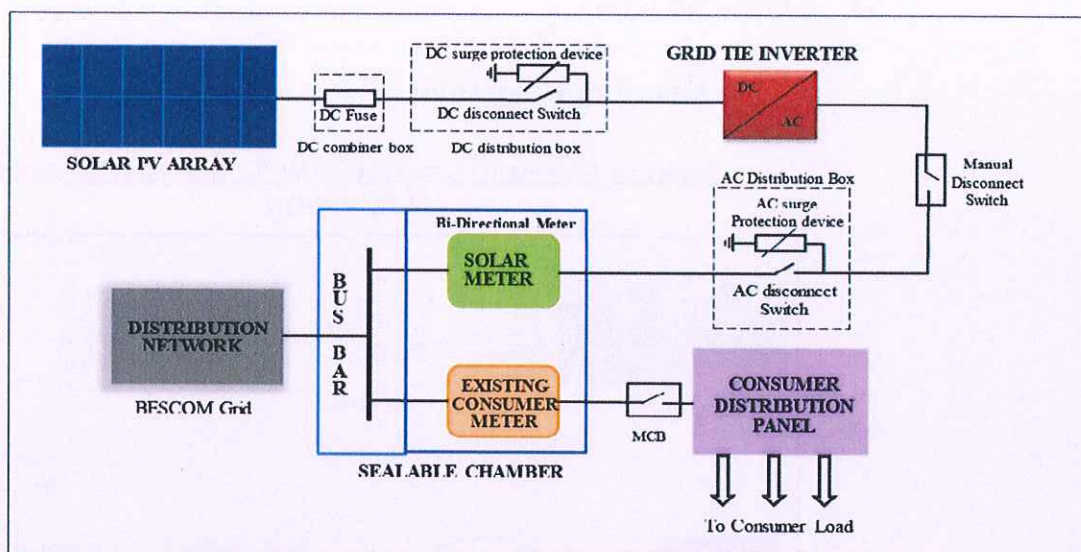 DC surge protection device
GRID TIE INVERTER
DC
AC
DC Fuse
DC disconnect Switch
DC combiner box
DC distribution box
SOLAR PV ARRAY
Manual
Disconnect
Switch
AC Distribution Box
AC surge
Protection device
AC disconnect
Switch
Bi-Directional Meter
SOLAR
METER
BUS BAR
DISTRIBUTION
NETWORK
BESCOM Grid
EXISTING
CONSUMER
METER
MCB
CONSUMER
DISTRIBUTION
PANEL
SEALABLE CHAMBER
To Consumer Load